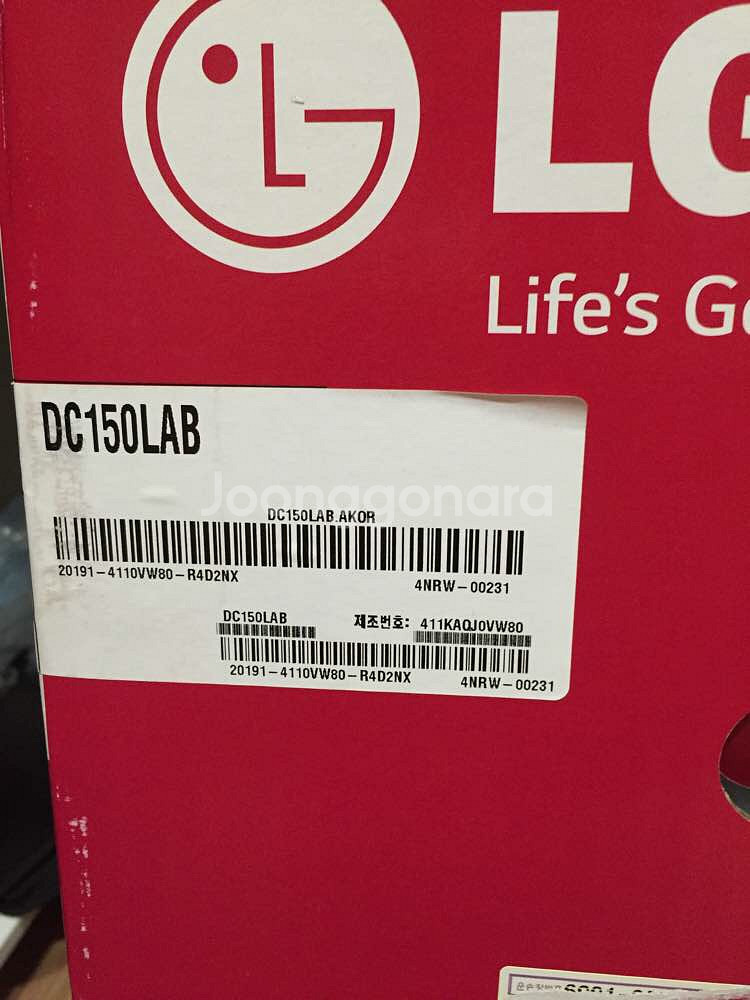 LG
Life's Go
DC150LAB
Joonggonara
DC150LAB.AKOR
20191-4110VW80-R4D2NX 4NRW-00231
DC150LAB 제조번호: 411KAQJ0VW80
20191-4110VW80-R4D2NX 4NRW-00231